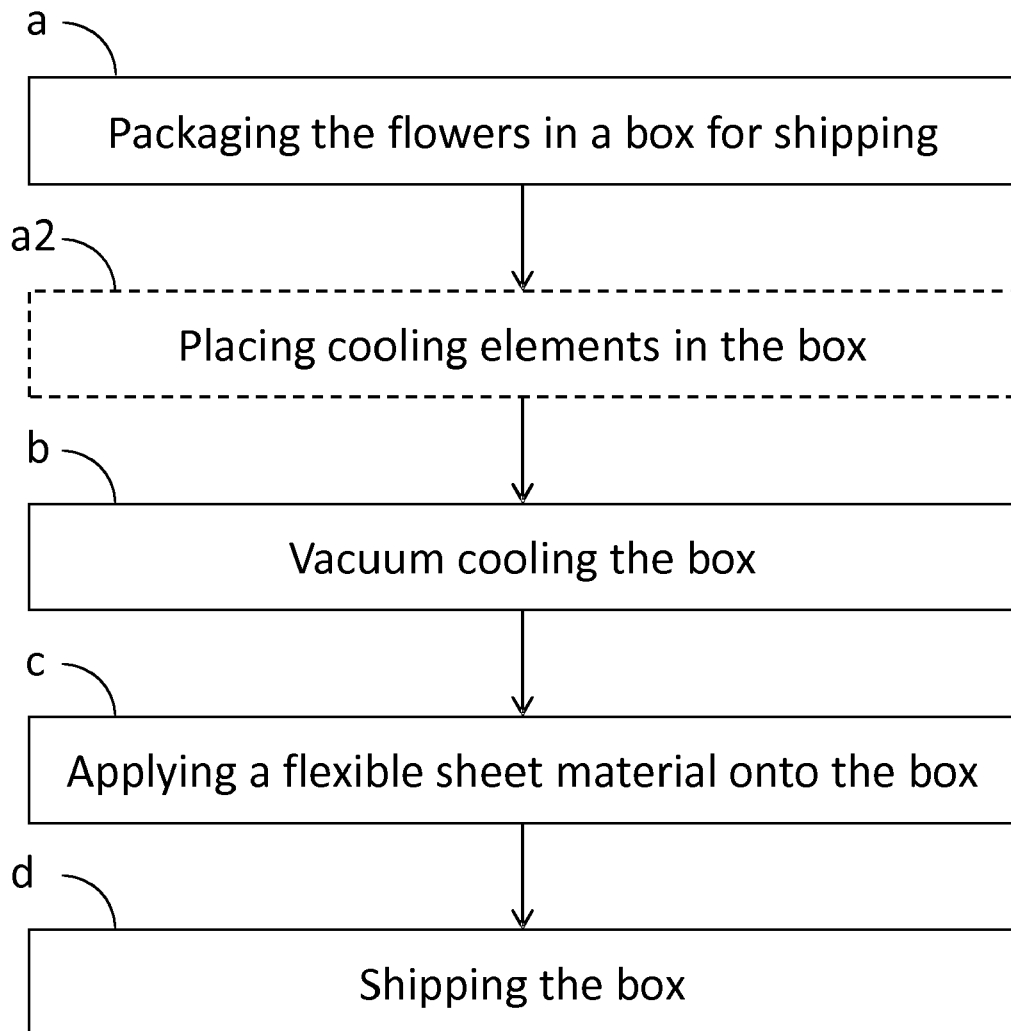 a
Packaging the flowers in a box for shipping
a2
Placing cooling elements in the box
b
Vacuum cooling the box
c
Applying a flexible sheet material onto the box
d
Shipping the box